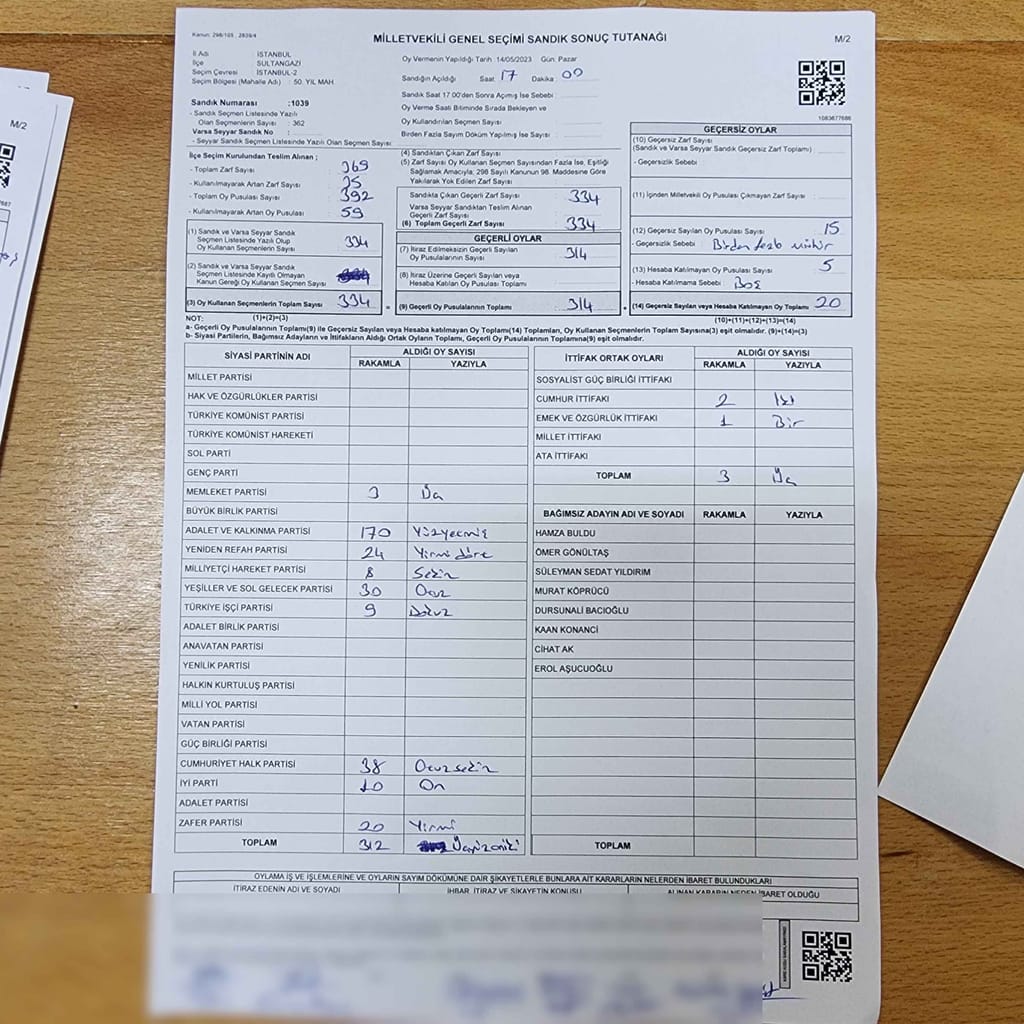 Kanun: 298/105 , 2839/4
MİLLETVEKİLİ GENEL SEÇİMİ SANDIK SONUÇ TUTANAĞI
M/2
İl Adı : İSTANBUL
İlçe : SULTANGAZİ
Seçim Çevresi : İSTANBUL-2
Seçim Bölgesi (Mahalle Adı) : 50. YIL MAH.
Oy Vermenin Yapıldığı Tarih :14/05/2023 Gün: Pazar
Sandığın Açıldığı Saat : 17 Dakika : 00
Sandık Saat 17:00'den Sonra Açımış İse Sebebi :
Oy Verme Saati Bitiminde Sırada Bekleyen ve
Oy Kullandırılan Seçmen Sayısı :
Birden Fazla Sayım Döküm Yapılmış İse Sayısı :
1083877686
Sandık Numarası :1039
- Sandık Seçmen Listesinde Yazılı
Olan Seçmenlerin Sayısı : 362
Varsa Seyyar Sandık No :
- Seyyar Sandık Seçmen Listesinde Yazılı Olan Seçmen Sayısı
İlçe Seçim Kurulundan Teslim Alınan ;
- Toplam Zarf Sayısı : 369
- Kullanılmayarak Artan Zarf Sayısı : 35
- Toplam Oy Pusulası Sayısı : 392
- Kullanılmayarak Artan Oy Pusulası : 59
(4) Sandıktan Çıkan Zarf Sayısı :
(5) Zarf Sayısı Oy Kullanan Seçmen Sayısından Fazla İse, Eşitliği
Sağlamak Amacıyla; 298 Sayılı Kanunun 98. Maddesine Göre
Yakılarak Yok Edilen Zarf Sayısı :
Sandıkta Çıkan Geçerli Zarf Sayısı : 334
Varsa Seyyar Sandıktan Teslim Alınan
Geçerli Zarf Sayısı :
(6) Toplam Geçerli Zarf Sayısı : 334
(1) Sandık ve Varsa Seyyar Sandık
Seçmen Listesinde Yazılı Olup
Oy Kullanan Seçmenlerin Sayısı : 334
(2) Sandık ve Varsa Seyyar Sandık
Seçmen Listesinde Kayıtlı Olmayan
Kanun Gereği Oy Kullanan Seçmen Sayısı
(3) Oy Kullanan Seçmenlerin Toplam Sayısı 334
GEÇERLİ OYLAR
(7) İtiraz Edilmeksizin Geçerli Sayılan
Oy Pusulalarının Sayısı : 314
(8) İtiraz Üzerine Geçerli Sayılan veya
Hesaba Katılan Oy Pusulası Toplamı :
(9) Geçerli Oy Pusulalarının Toplamı : 314
GEÇERSİZ OYLAR
(10) Geçersiz Zarf Sayısı
(Sandık ve Varsa Seyyar Sandık Geçersiz Zarf Toplamı) :
- Geçersizlik Sebebi :
(11) İçinden Milletvekili Oy Pusulası Çıkmayan Zarf Sayısı :
(12) Geçersiz Sayılan Oy Pusulası Sayısı : 15
- Geçersizlik Sebebi : Birden fazla mühür
(13) Hesaba Katılmayan Oy Pusulası Sayısı : 5
- Hesaba Katılmama Sebebi : Boş
(14) Geçersiz Sayılan veya Hesaba Katılmayan Oy Toplamı 20
NOT: (1)+(2)=(3) (10)+(11)+(12)+(13)=(14)
a- Geçerli Oy Pusulalarının Toplamı(9) ile Geçersiz Sayılan veya Hesaba katılmayan Oy Toplamı(14) Toplamları, Oy Kullanan Seçmenlerin Toplam Sayısına(3) eşit olmalıdır. (9)+(14)=(3)
b- Siyasi Partilerin, Bağımsız Adayların ve İttifakların Aldığı Ortak Oyların Toplamı, Geçerli Oy Pusulalarının Toplamına(9) eşit olmalıdır.
SİYASİ PARTİNİN ADI ALDIĞI OY SAYISI
RAKAMLA YAZIYLA
MİLLET PARTİSİ
HAK VE ÖZGÜRLÜKLER PARTİSİ
TÜRKİYE KOMÜNİST PARTİSİ
TÜRKİYE KOMÜNİST HAREKETİ
SOL PARTİ
GENÇ PARTİ
MEMLEKET PARTİSİ 3 Üç
BÜYÜK BİRLİK PARTİSİ
ADALET VE KALKINMA PARTİSİ 170 Yüzyetmiş
YENİDEN REFAH PARTİSİ 24 Yirmi dört
MİLLİYETÇİ HAREKET PARTİSİ 8 Sekiz
YEŞİLLER VE SOL GELECEK PARTİSİ 30 Otuz
TÜRKİYE İŞÇİ PARTİSİ 9 Dokuz
ADALET BİRLİK PARTİSİ
ANAVATAN PARTİSİ
YENİLİK PARTİSİ
HALKIN KURTULUŞ PARTİSİ
MİLLİ YOL PARTİSİ
VATAN PARTİSİ
GÜÇ BİRLİĞİ PARTİSİ
CUMHURİYET HALK PARTİSİ 38 Otuzsekiz
İYİ PARTİ 10 On
ADALET PARTİSİ
ZAFER PARTİSİ 20 Yirmi
TOPLAM 312 Üçyüzoniki
İTTİFAK ORTAK OYLARI ALDIĞI OY SAYISI
RAKAMLA YAZIYLA
SOSYALİST GÜÇ BİRLİĞİ İTTİFAKI
CUMHUR İTTİFAKI 2 İki
EMEK VE ÖZGÜRLÜK İTTİFAKI 1 Bir
MİLLET İTTİFAKI
ATA İTTİFAKI
TOPLAM 3 Üç
BAĞIMSIZ ADAYIN ADI VE SOYADI RAKAMLA YAZIYLA
HAMZA BULDU
ÖMER GÖNÜLTAŞ
SÜLEYMAN SEDAT YILDIRIM
MURAT KÖPRÜCÜ
DURSUNALİ BACIOĞLU
KAAN KONANCİ
CİHAT AK
EROL AŞUCUOĞLU
TOPLAM
OYLAMA İŞ VE İŞLEMLERİNE VE OYLARIN SAYIM DÖKÜMÜNE DAİR ŞİKAYETLERLE BUNLARA AİT KARARLARIN NELERDEN İBARET BULUNDUKLARI
İTİRAZ EDENİN ADI VE SOYADI İHBAR, İTİRAZ VE ŞİKAYETİN KONUSU ALINAN KARARIN NEDEN İBARET OLDUĞU
M/2